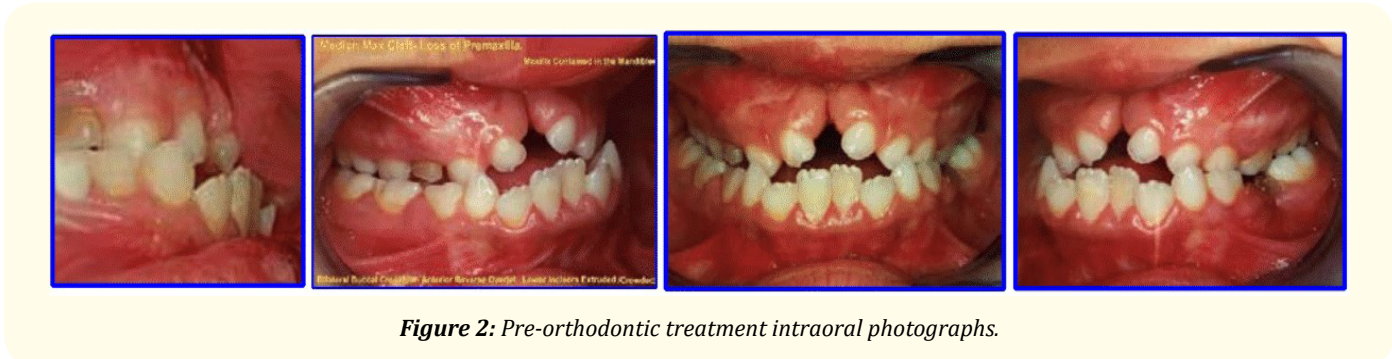 Median Max Cleft- Loss of Premaxilla.
Maxilla Contained in the Mandible
Bilateral Buccal Anterior Reverse Overjet. Lower Incisors Extruded /Crowded
Figure 2: Pre-orthodontic treatment intraoral photographs.